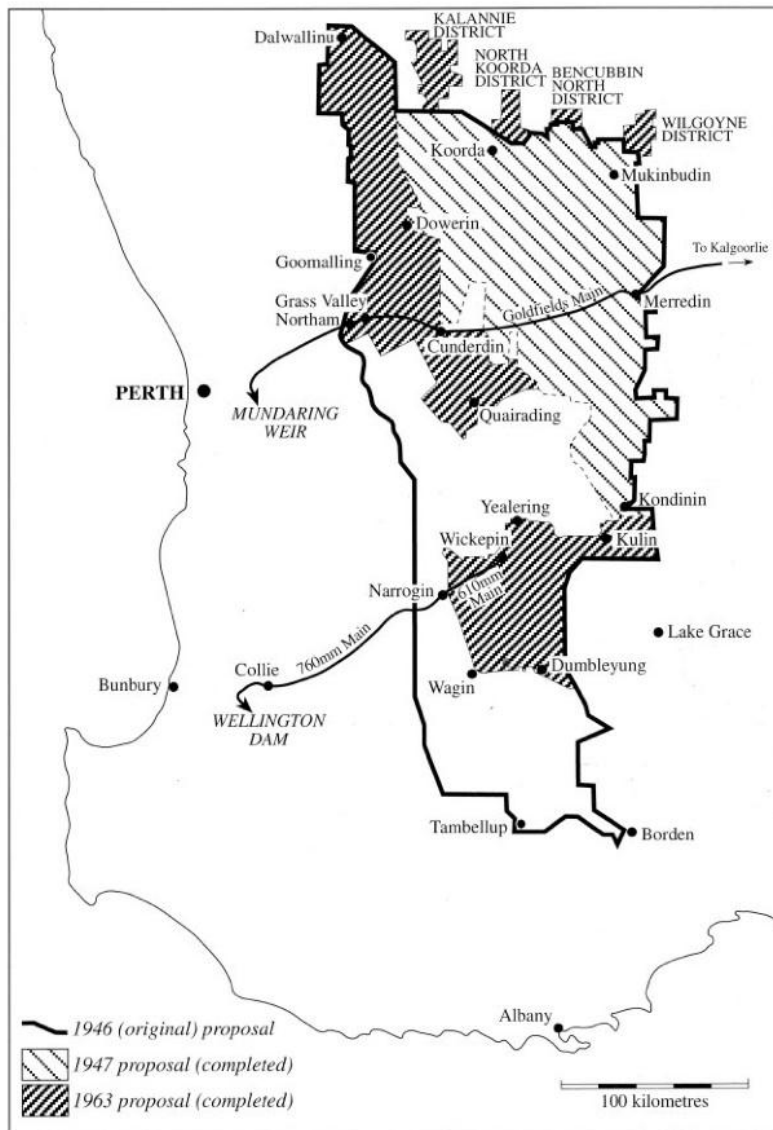 KALANNIE
DISTRICT
Dalwallinu
NORTH
KOORDA
DISTRICT
BENCUBBIN
NORTH
DISTRICT
WILGOYNE
DISTRICT
Koorda
Mukinbudin
Dowerin
To Kalgoorlie
Goomalling
Grass Valley
Northam
Goldfields Main
Merredin
Cunderdin
PERTH
MUNDARING
WEIR
Quairading
Kondinin
Yealering
Wickepin
Kulin
Narrogin
610mm
Main
Lake Grace
760mm Main
Collie
Dumbleyung
Bunbury
Wagin
WELLINGTON
DAM
Tambellup
Borden
Albany
1946 (original) proposal
1947 proposal (completed)
1963 proposal (completed)
100 kilometres